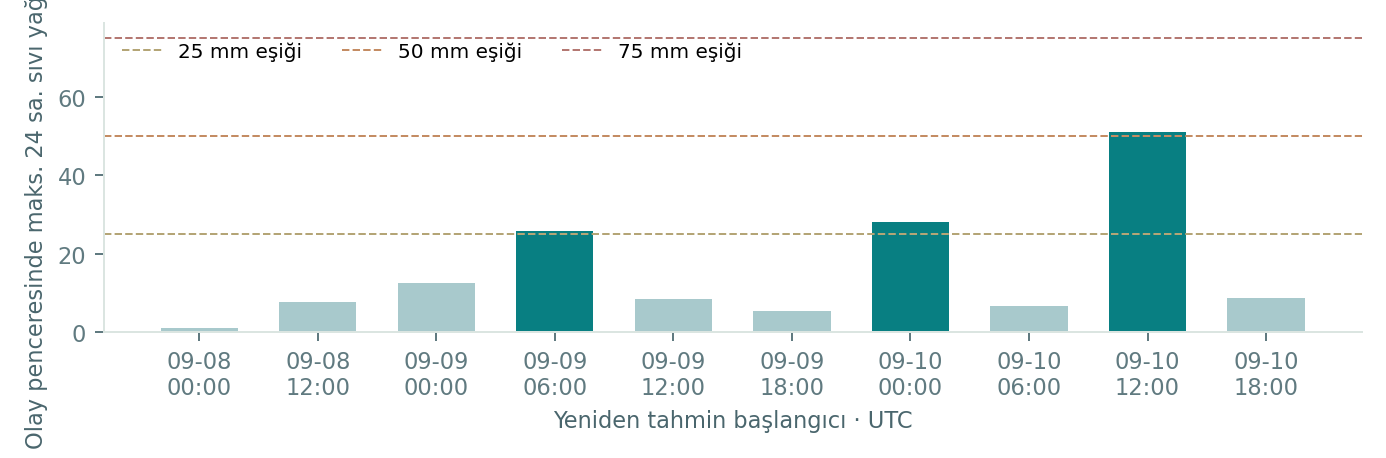 Olay penceresinde maks. 24 sa. sıvı
25 mm eşiği 50 mm eşiği 75 mm eşiği
60
40
20
0
09-08 09-08 09-09 09-09 09-09 09-09 09-10 09-10 09-10 09-10
00:00 12:00 00:00 06:00 12:00 18:00 00:00 06:00 12:00 18:00
Yeniden tahmin başlangıcı · UTC